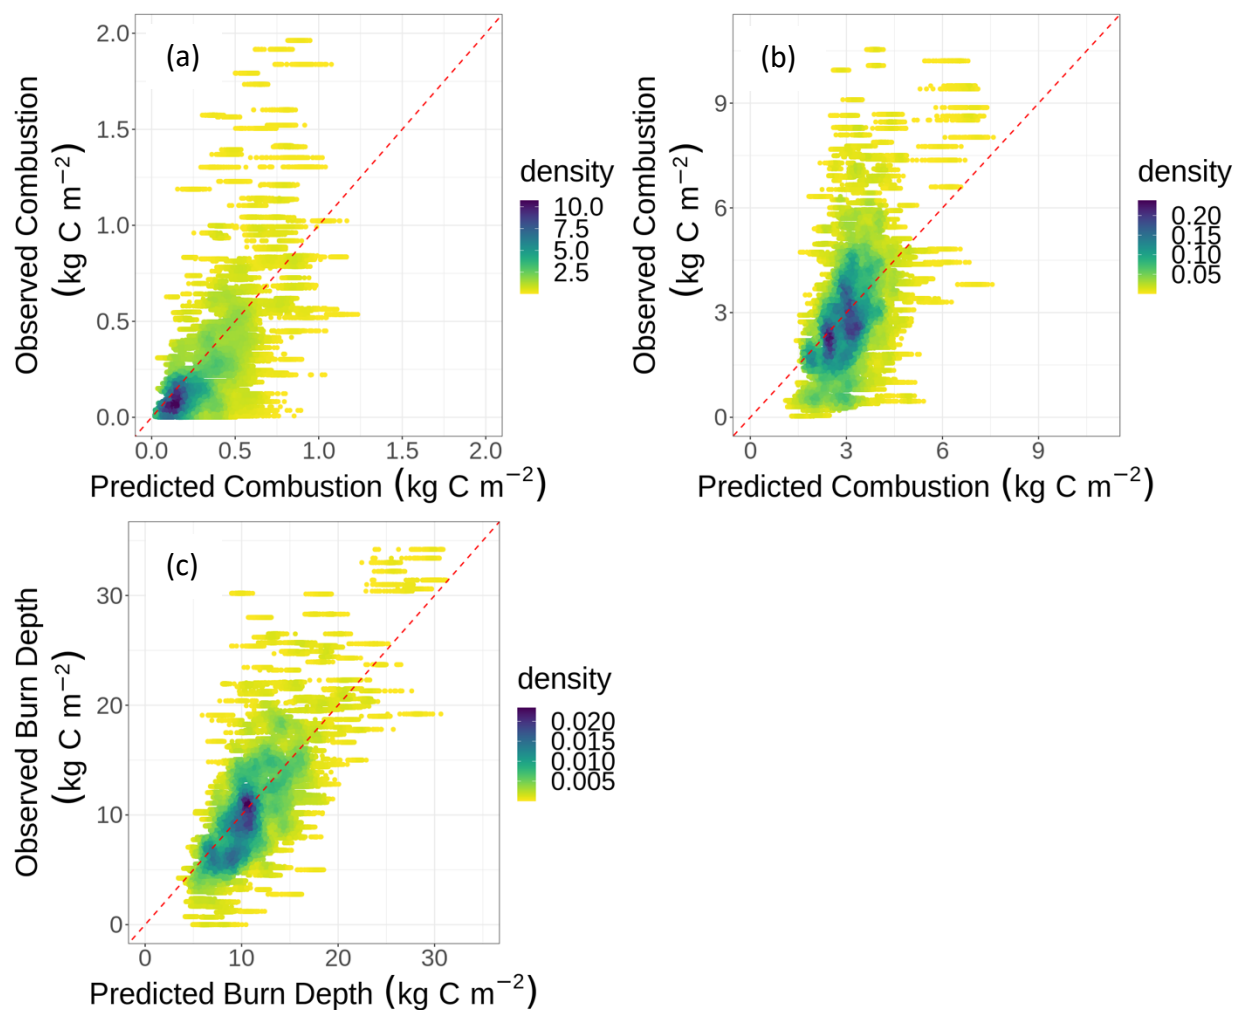 (a)
2.0
1.5
1.0
0.5
0.0
Observed Combustion
(kg C m−2)
0.0 0.5 1.0 1.5 2.0
Predicted Combustion (kg C m−2)
density
10.0
7.5
5.0
2.5
(b)
9
6
3
0
Observed Combustion
(kg C m−2)
0 3 6 9
Predicted Combustion (kg C m−2)
density
0.20
0.15
0.10
0.05
(c)
30
20
10
0
Observed Burn Depth
(kg C m−2)
0 10 20 30
Predicted Burn Depth (kg C m−2)
density
0.020
0.015
0.010
0.005